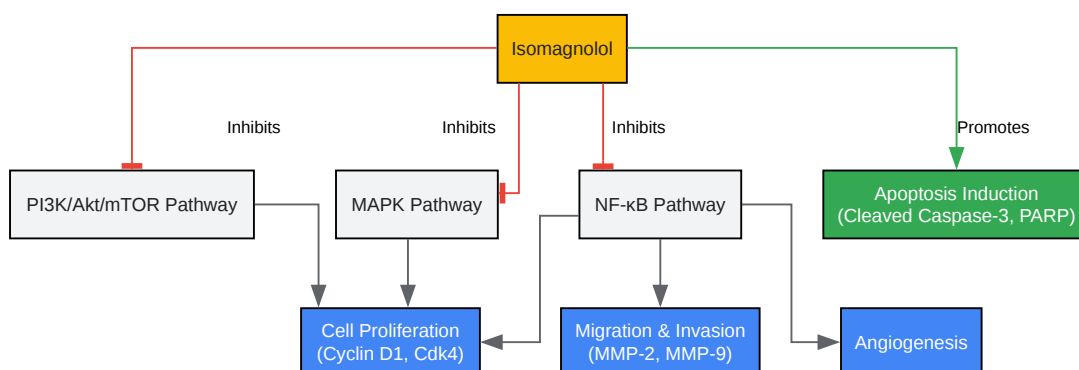 Isomagnolol
Inhibits
Inhibits
Inhibits
Promotes
PI3K/Akt/mTOR Pathway
MAPK Pathway
NF-κB Pathway
Apoptosis Induction
(Cleaved Caspase-3, PARP)
Cell Proliferation
(Cyclin D1, Cdk4)
Migration & Invasion
(MMP-2, MMP-9)
Angiogenesis